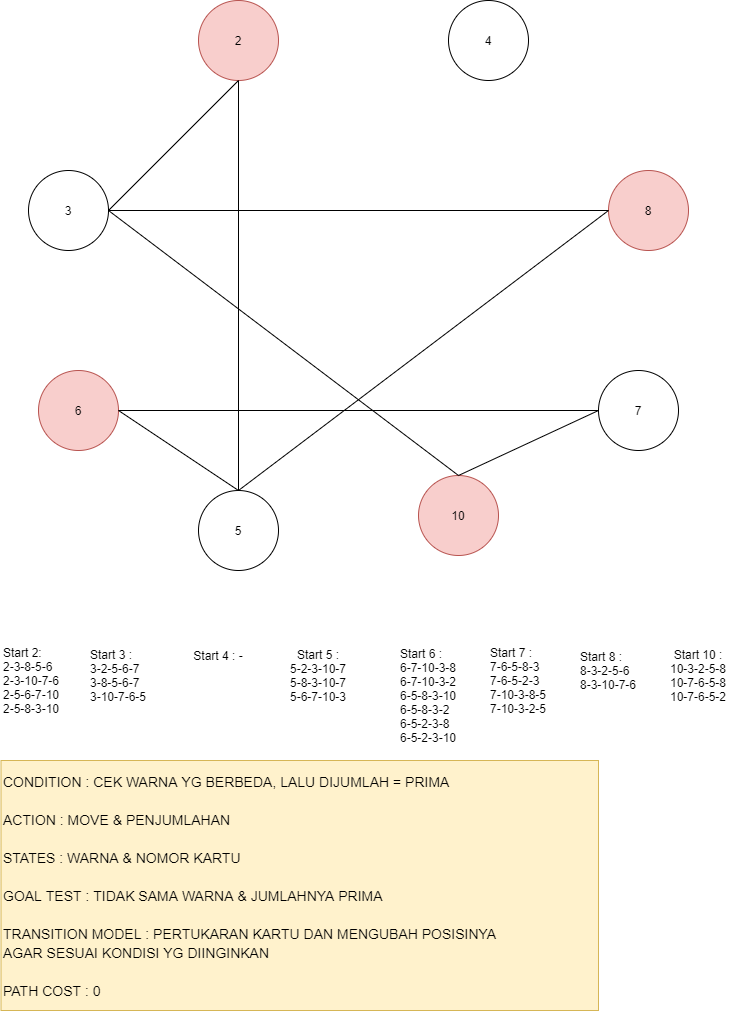 2
4
3
8
6
7
5
10
Start 2:
2-3-8-5-6
2-3-10-7-6
2-5-6-7-10
2-5-8-3-10
Start 3 :
3-2-5-6-7
3-8-5-6-7
3-10-7-6-5
Start 4 : -
Start 5 :
5-2-3-10-7
5-8-3-10-7
5-6-7-10-3
Start 6 :
6-7-10-3-8
6-7-10-3-2
6-5-8-3-10
6-5-8-3-2
6-5-2-3-8
6-5-2-3-10
Start 7 :
7-6-5-8-3
7-6-5-2-3
7-10-3-8-5
7-10-3-2-5
Start 8 :
8-3-2-5-6
8-3-10-7-6
Start 10 :
10-3-2-5-8
10-7-6-5-8
10-7-6-5-2
CONDITION : CEK WARNA YG BERBEDA, LALU DIJUMLAH = PRIMA
ACTION : MOVE & PENJUMLAHAN
STATES : WARNA & NOMOR KARTU
GOAL TEST : TIDAK SAMA WARNA & JUMLAHNYA PRIMA
TRANSITION MODEL : PERTUKARAN KARTU DAN MENGUBAH POSISINYA
AGAR SESUAI KONDISI YG DIINGINKAN
PATH COST : 0